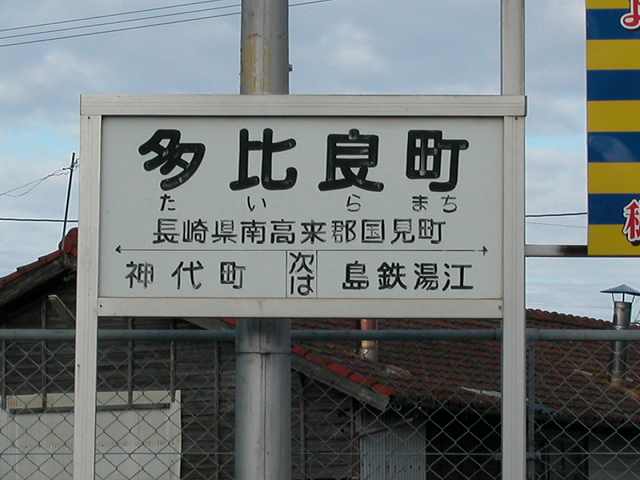 多比良町
たいらまち
長崎県南高来郡国見町
神代町 次は 島鉄湯江